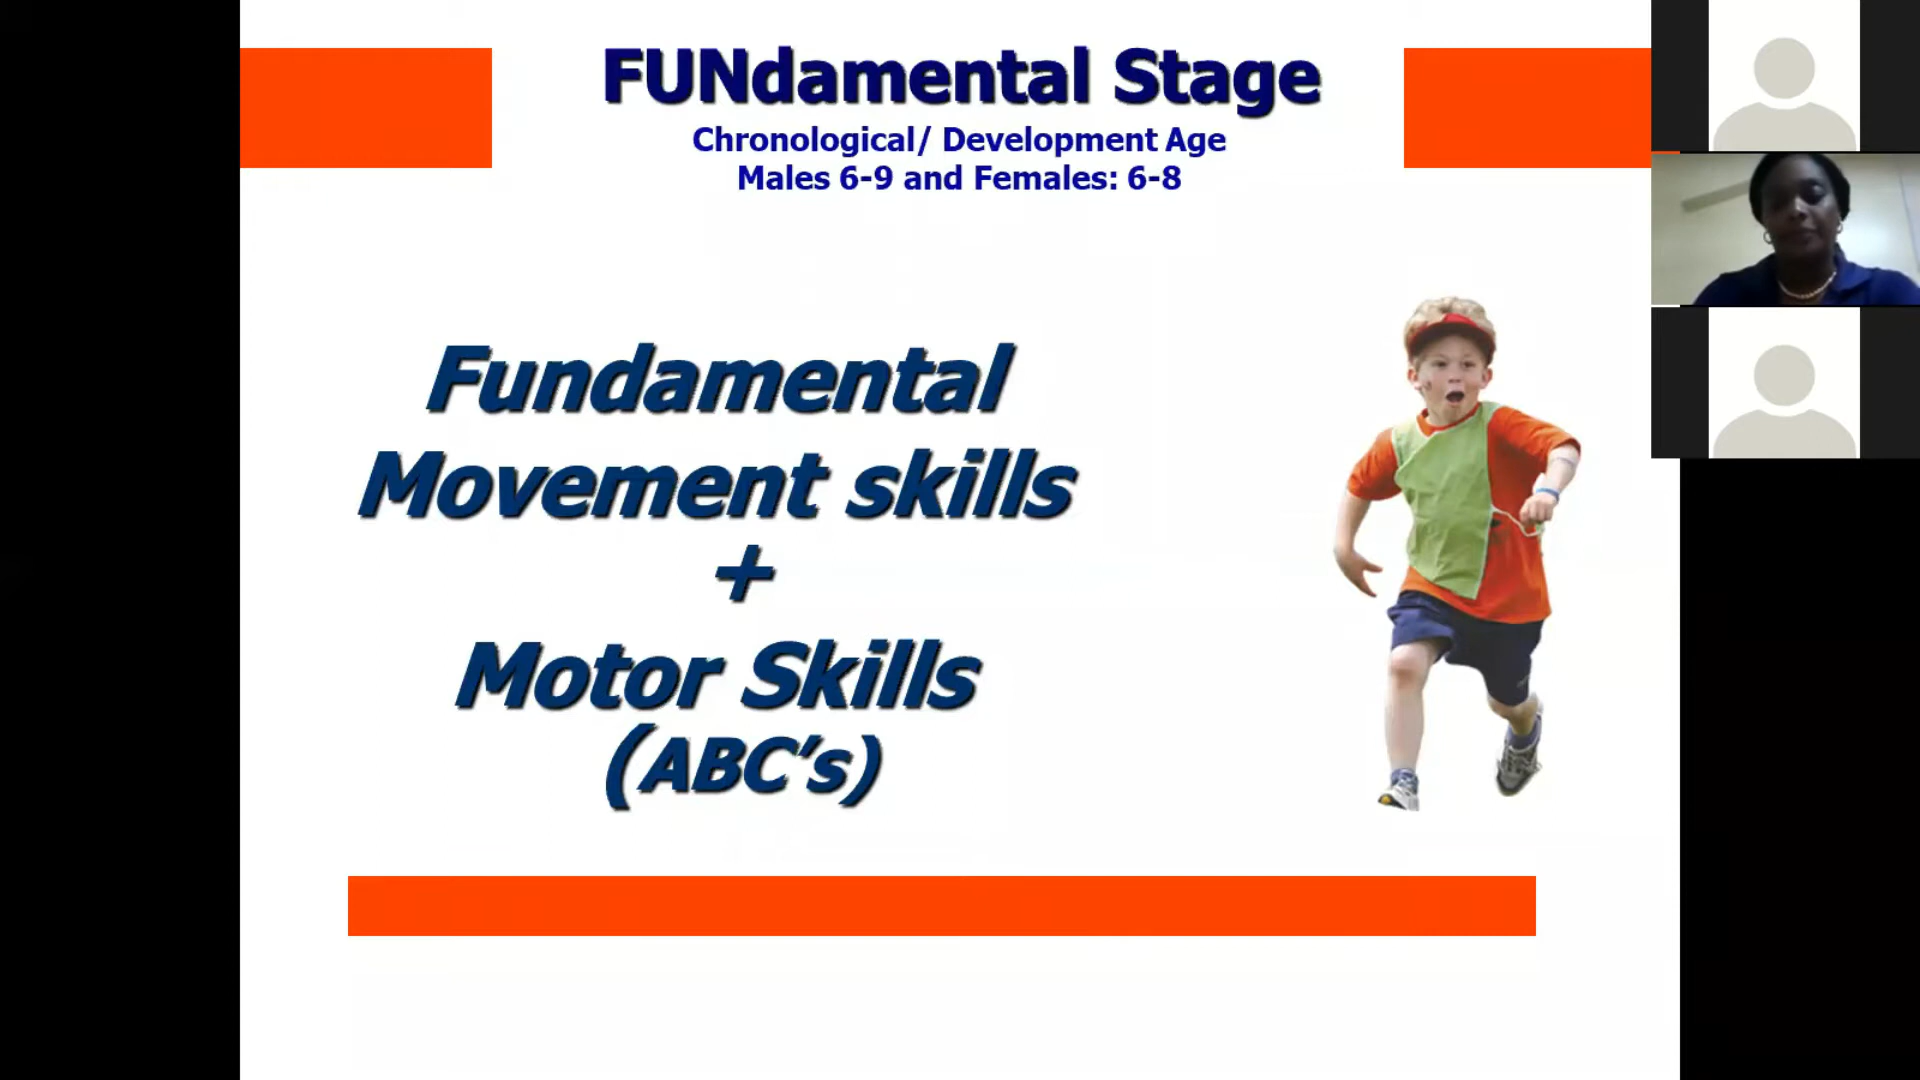 FUNdamental Stage
Chronological/ Development Age
Males 6-9 and Females: 6-8
Fundamental
Movement skills
+
Motor Skills
(ABC's)